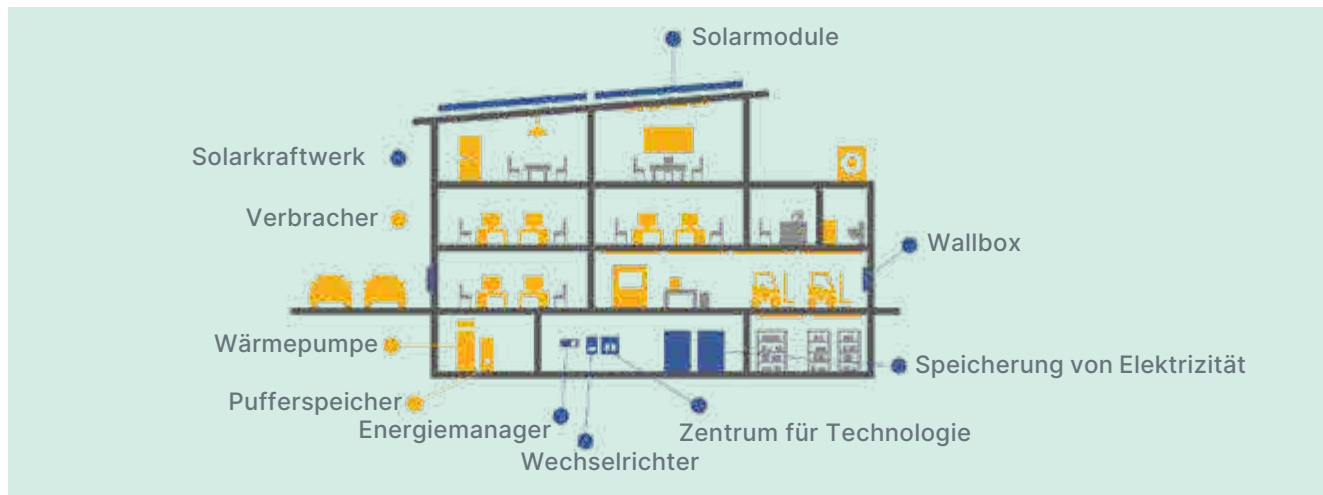 Solarmodule
Solarkraftwerk
Verbracher
Wallbox
Wärmepumpe
Speicherung von Elektrizität
Pufferspeicher
Energiemanager
Zentrum für Technologie
Wechselrichter